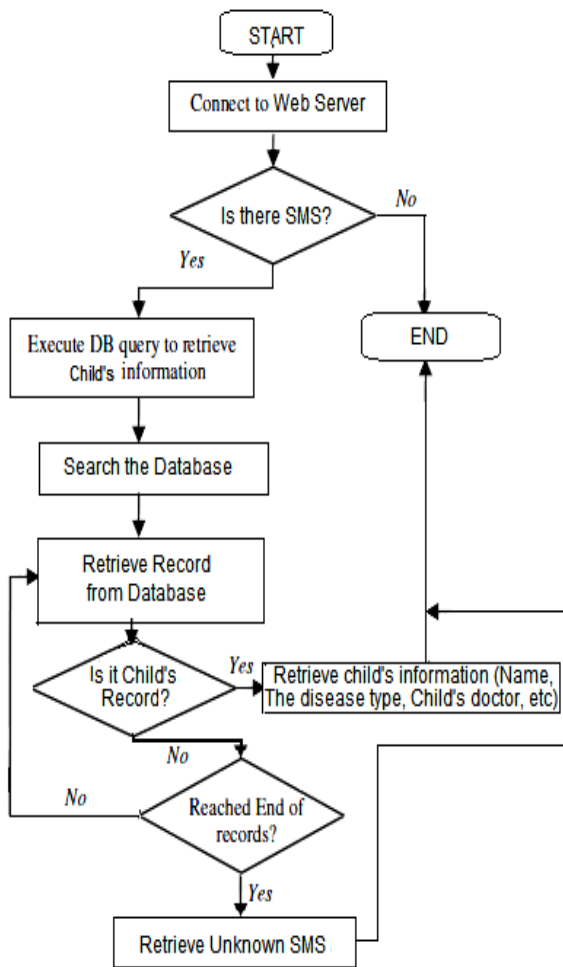 START
Connect to Web Server
Is there SMS?
No
Yes
Execute DB query to retrieve
Child's information
END
Search the Database
Retrieve Record
from Database
Is it Child's
Record?
Yes
Retrieve child's information (Name,
The disease type, Child's doctor, etc)
No
No
Reached End of
records?
Yes
Retrieve Unknown SMS